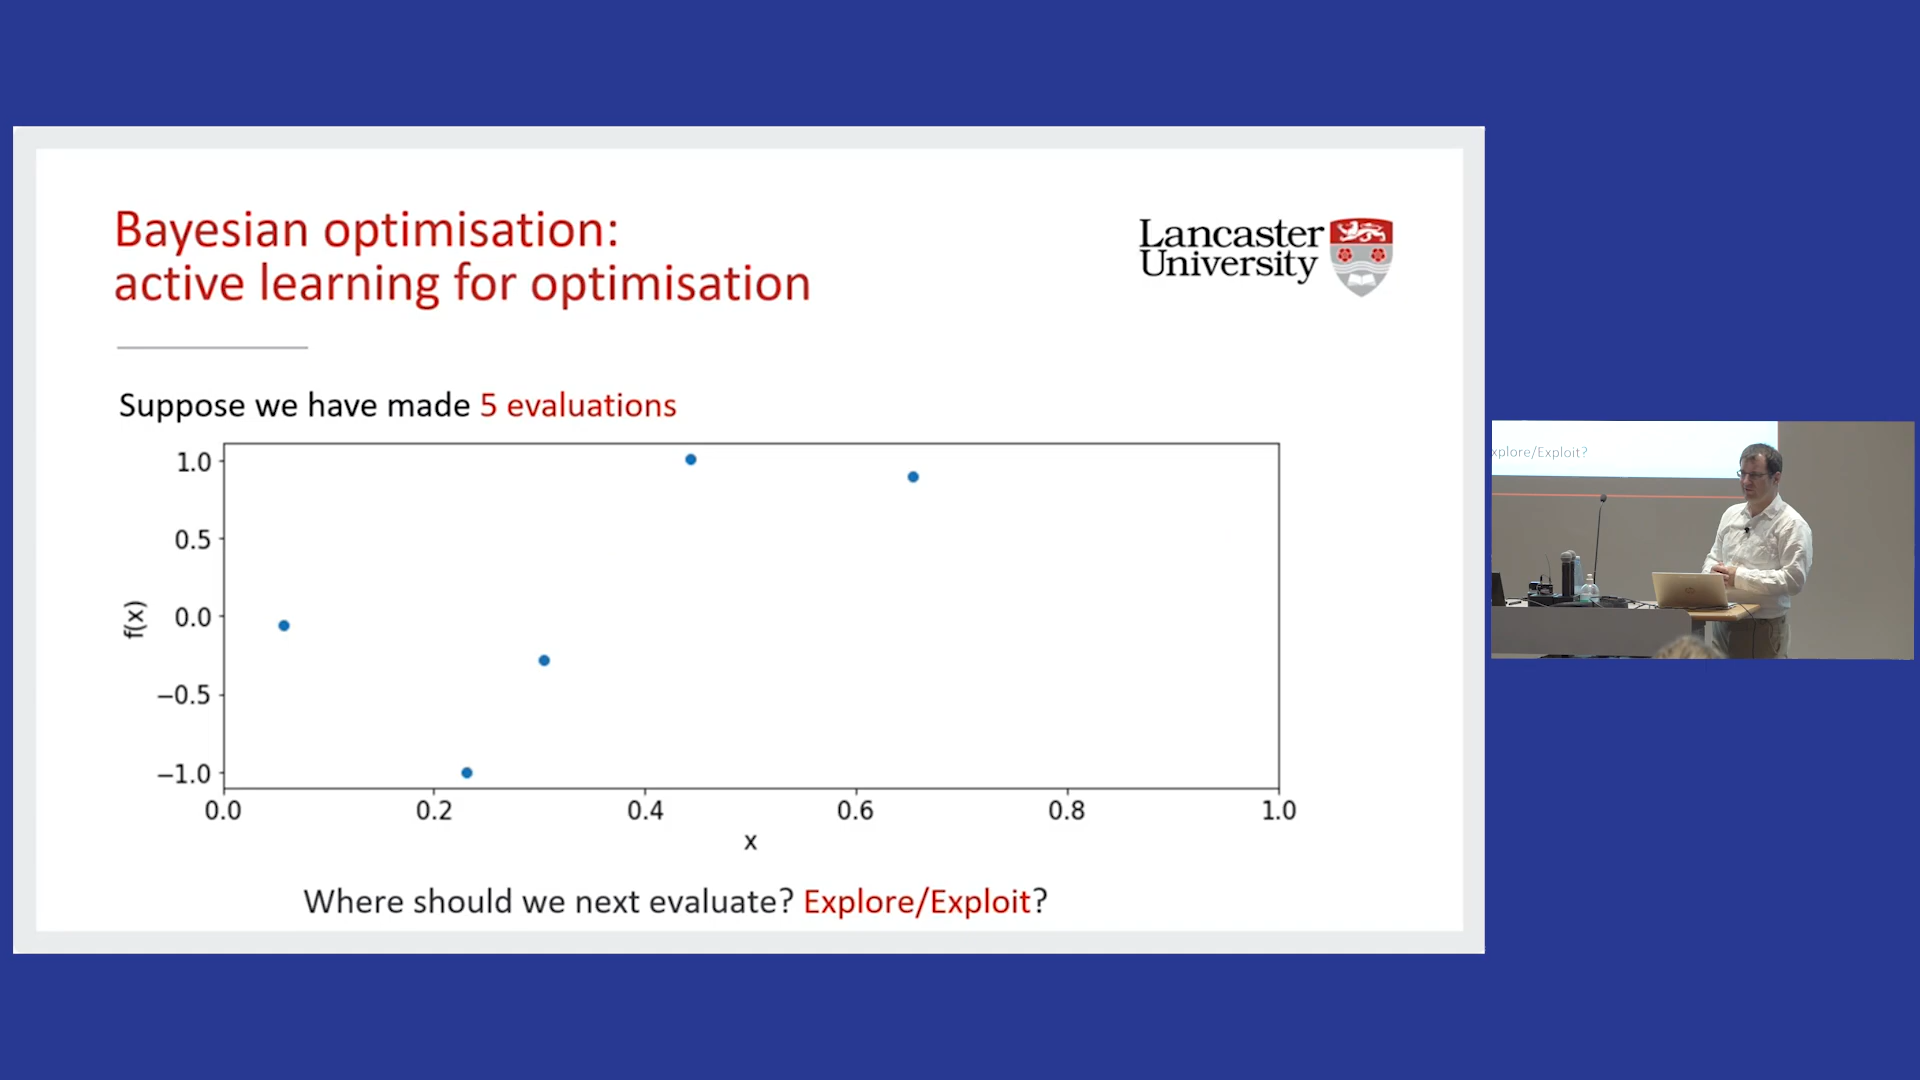 Bayesian optimisation:
active learning for optimisation
Lancaster
University
Suppose we have made 5 evaluations
1.0
0.5
0.0
−0.5
−1.0
f(x)
0.0 0.2 0.4 0.6 0.8 1.0
x
Where should we next evaluate? Explore/Exploit?
xplore/Exploit?